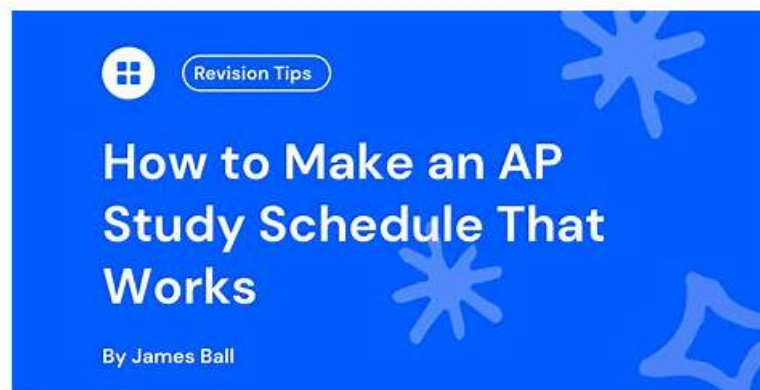 Revision Tips
How to Make an AP
Study Schedule That
Works
By James Ball